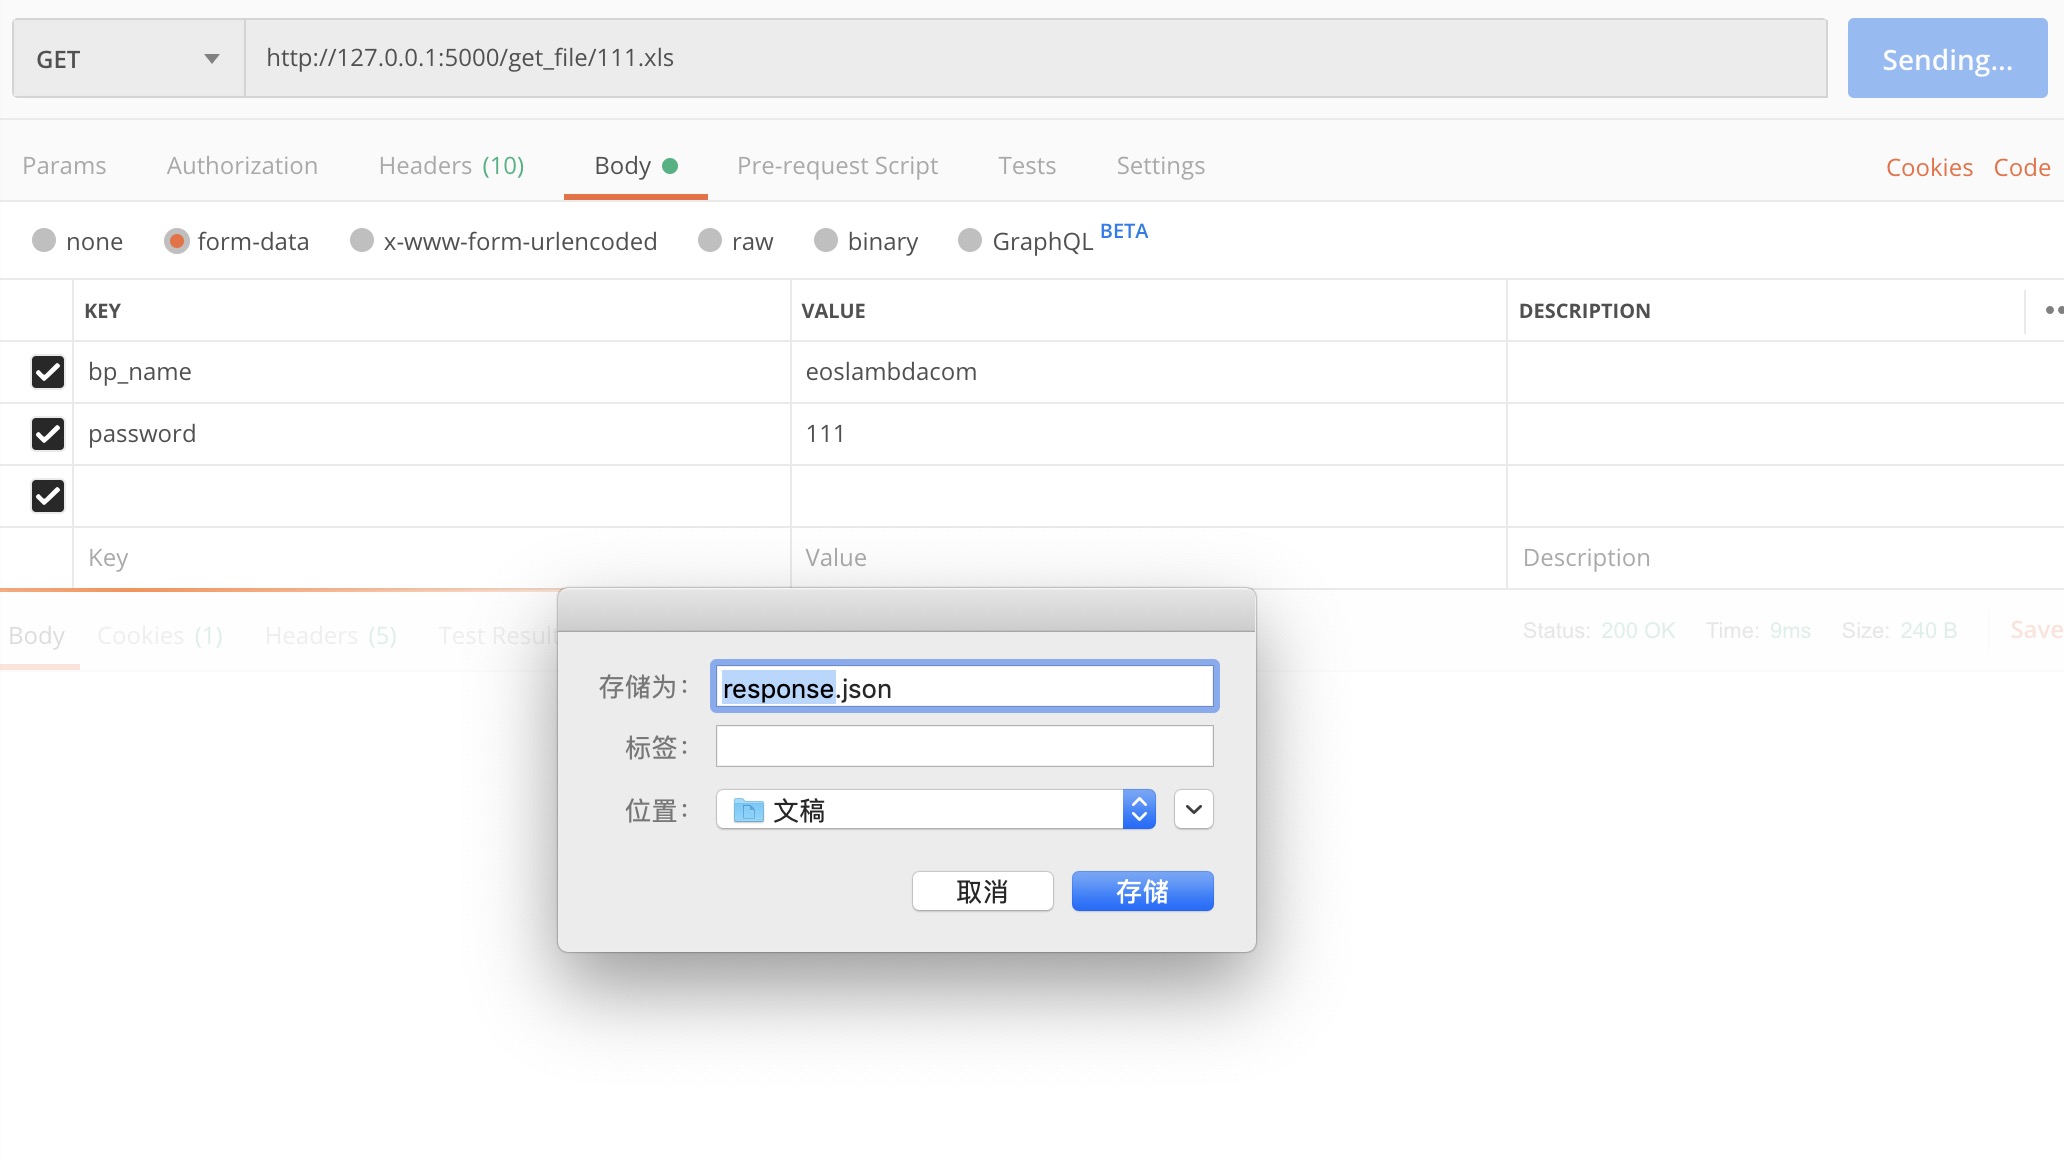 GET http://127.0.0.1:5000/get_file/111.xls Sending...
Params Authorization Headers (10) Body Pre-request Script Tests Settings Cookies Code
none form-data x-www-form-urlencoded raw binary GraphQL BETA
KEY VALUE DESCRIPTION
bp_name eoslambdacom
password 111
Key Value Description
Body Cookies (1) Headers (5) Test Result Status: 200 OK Time: 9ms Size: 240 B Save
存储为: response.json
标签:
位置: 文稿
取消 存储